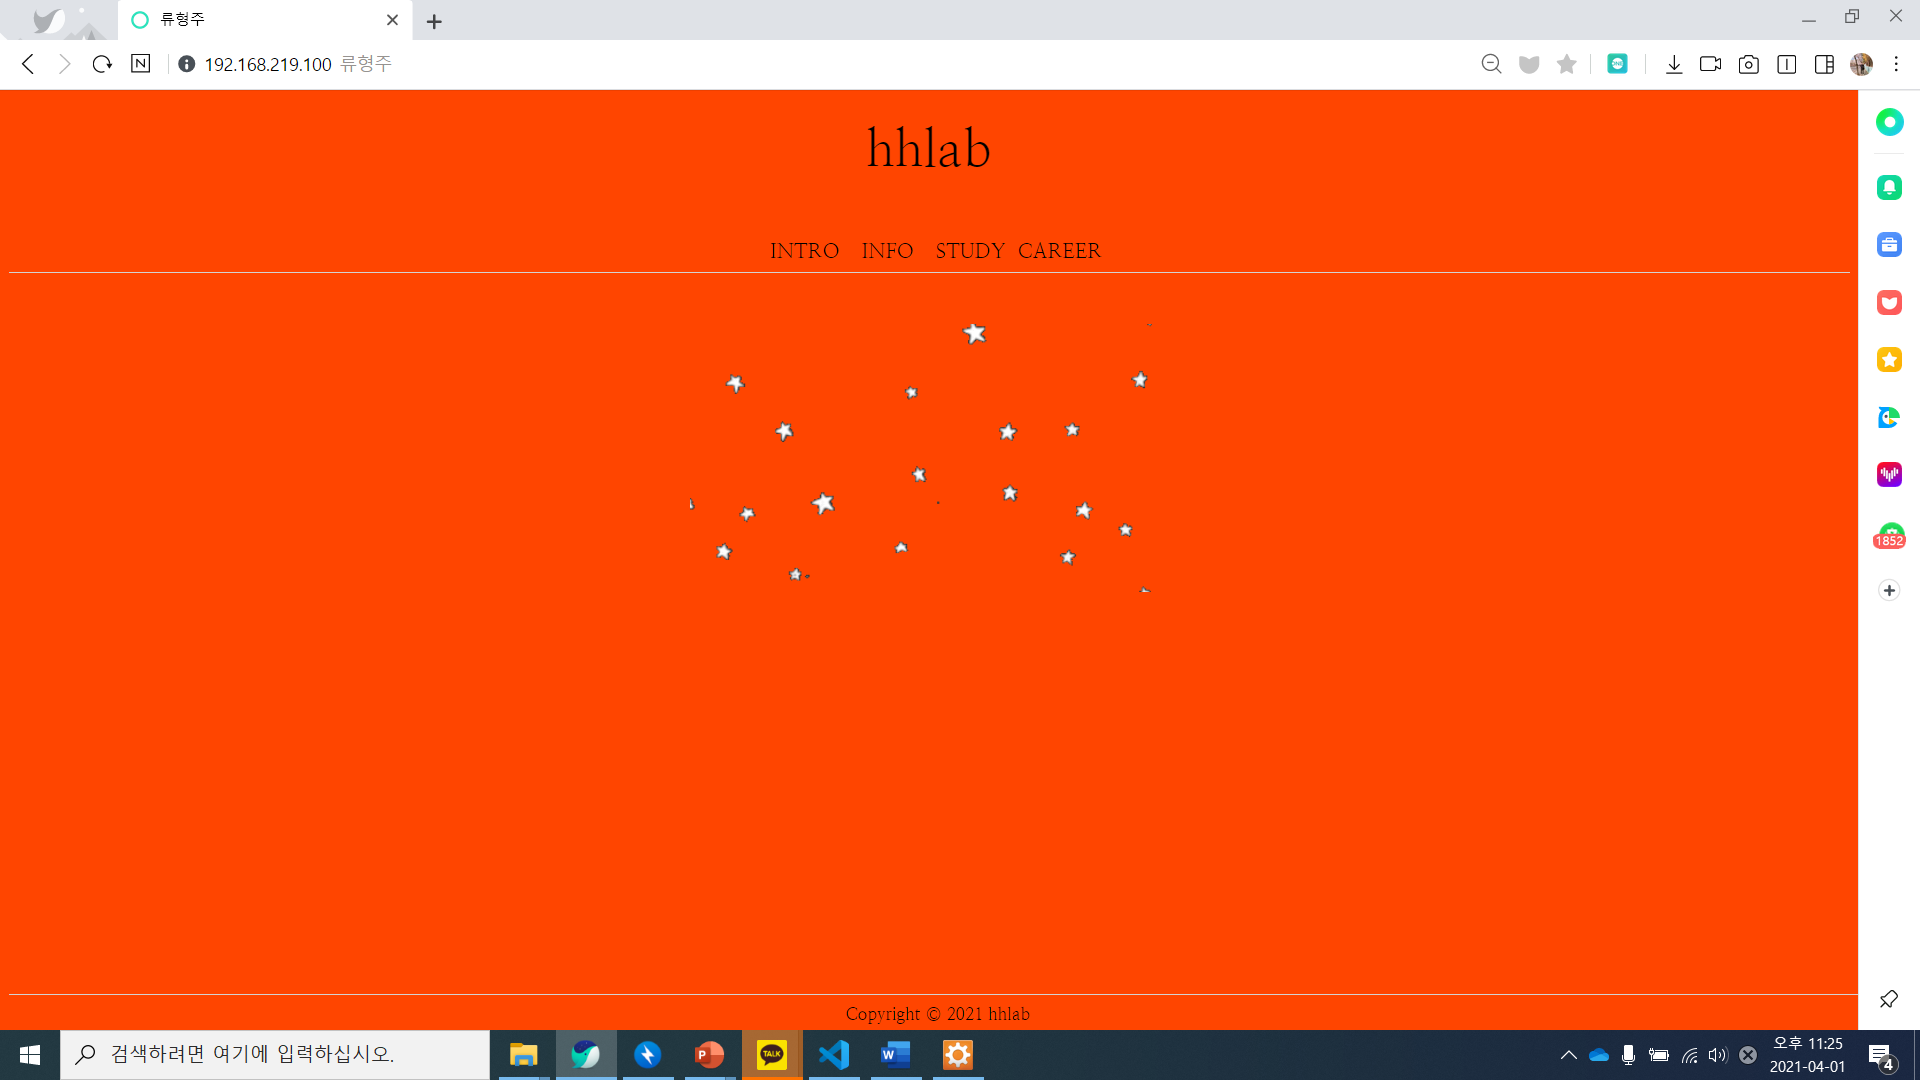 류형주
N
192.168.219.100 류형주
hhlab
INTRO INFO STUDY CAREER
1852
Copyright © 2021 hhlab
검색하려면 여기에 입력하십시오.
P
TALK
W
오후 11:25
2021-04-01
4